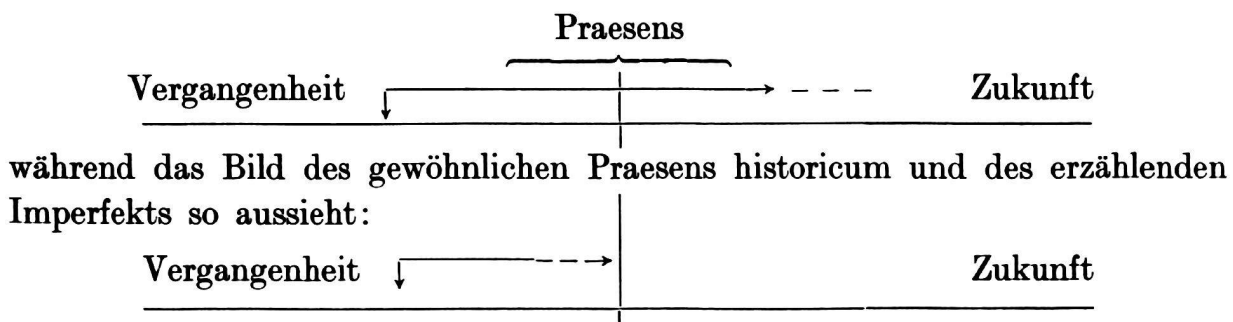 Praesens
Vergangenheit Zukunft
während das Bild des gewöhnlichen Praesens historicum und des erzählenden
Imperfekts so aussieht:
Vergangenheit Zukunft